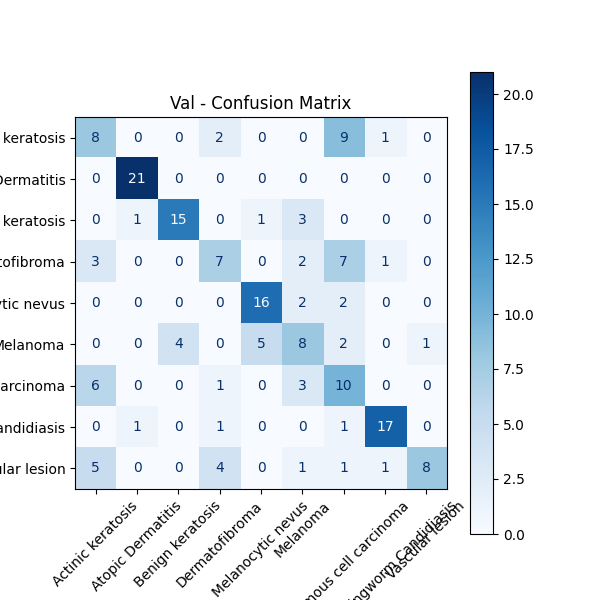 Val - Confusion Matrix
keratosis 8 0 0 2 0 0 9 1 0
Dermatitis 0 21 0 0 0 0 0 0 0
keratosis 0 1 15 0 1 3 0 0 0
tofibroma 3 0 0 7 0 2 7 1 0
ytic nevus 0 0 0 0 16 2 2 0 0
Melanoma 0 0 4 0 5 8 2 0 1
arcinoma 6 0 0 1 0 3 10 0 0
andidiasis 0 1 0 1 0 0 1 17 0
ular lesion 5 0 0 4 0 1 1 1 8
Actinic keratosis
Atopic Dermatitis
Benign keratosis
Dermatofibroma
Melanocytic nevus
Melanoma
mous cell carcinoma
ngworm Candidiasis
Vascular lesion
20.0
17.5
15.0
12.5
10.0
7.5
5.0
2.5
0.0